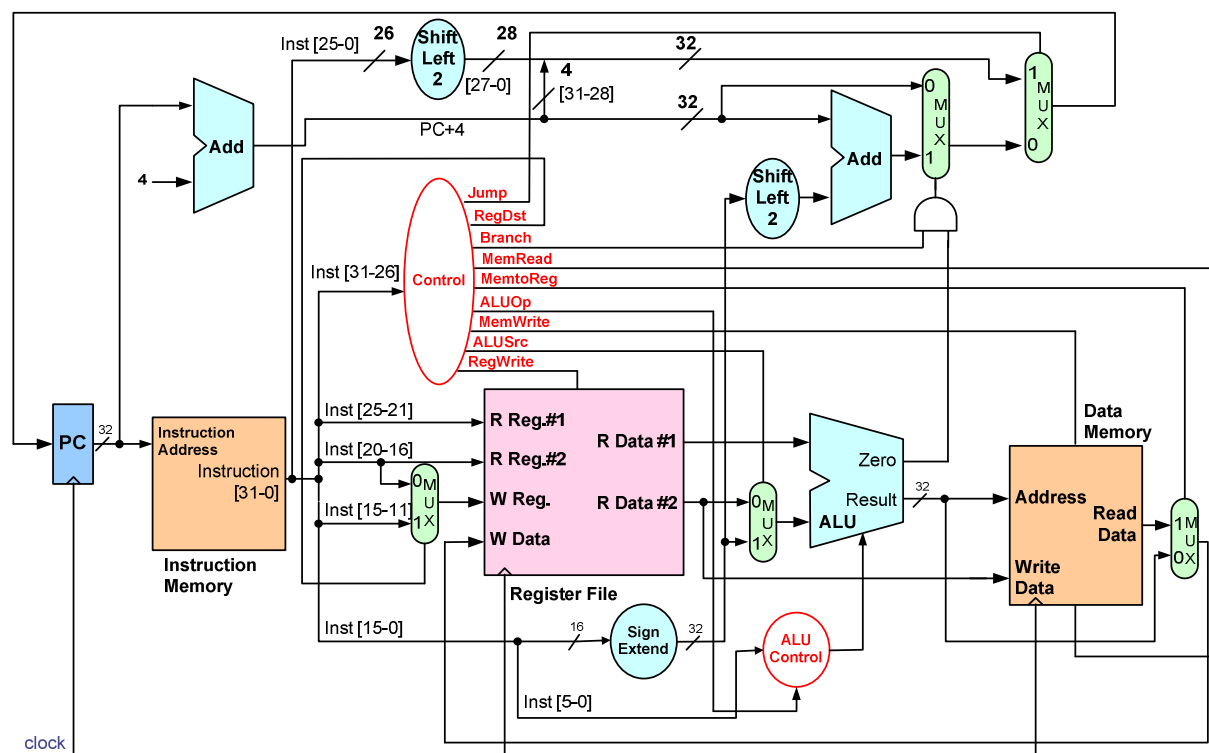 Inst [25-0]
26
Shift
Left
2
28
[27-0]
4
[31-28]
32
1
M
U
X
0
Add
4
PC+4
32
0
M
U
X
1
Add
Shift
Left
2
Jump
RegDst
Branch
MemRead
MemtoReg
ALUOp
MemWrite
ALUSrc
RegWrite
Inst [31-26]
Control
PC
32
Instruction
Address
Instruction
[31-0]
Instruction
Memory
Inst [25-21]
Inst [20-16]
Inst [15-11]
0
M
U
X
1
R Reg.#1
R Reg.#2
W Reg.
W Data
R Data #1
R Data #2
Register File
0
M
U
X
1
Zero
Result
ALU
32
Data
Memory
Address
Read
Data
Write
Data
1
M
U
X
0
Inst [15-0]
16
Sign
Extend
32
ALU
Control
Inst [5-0]
clock